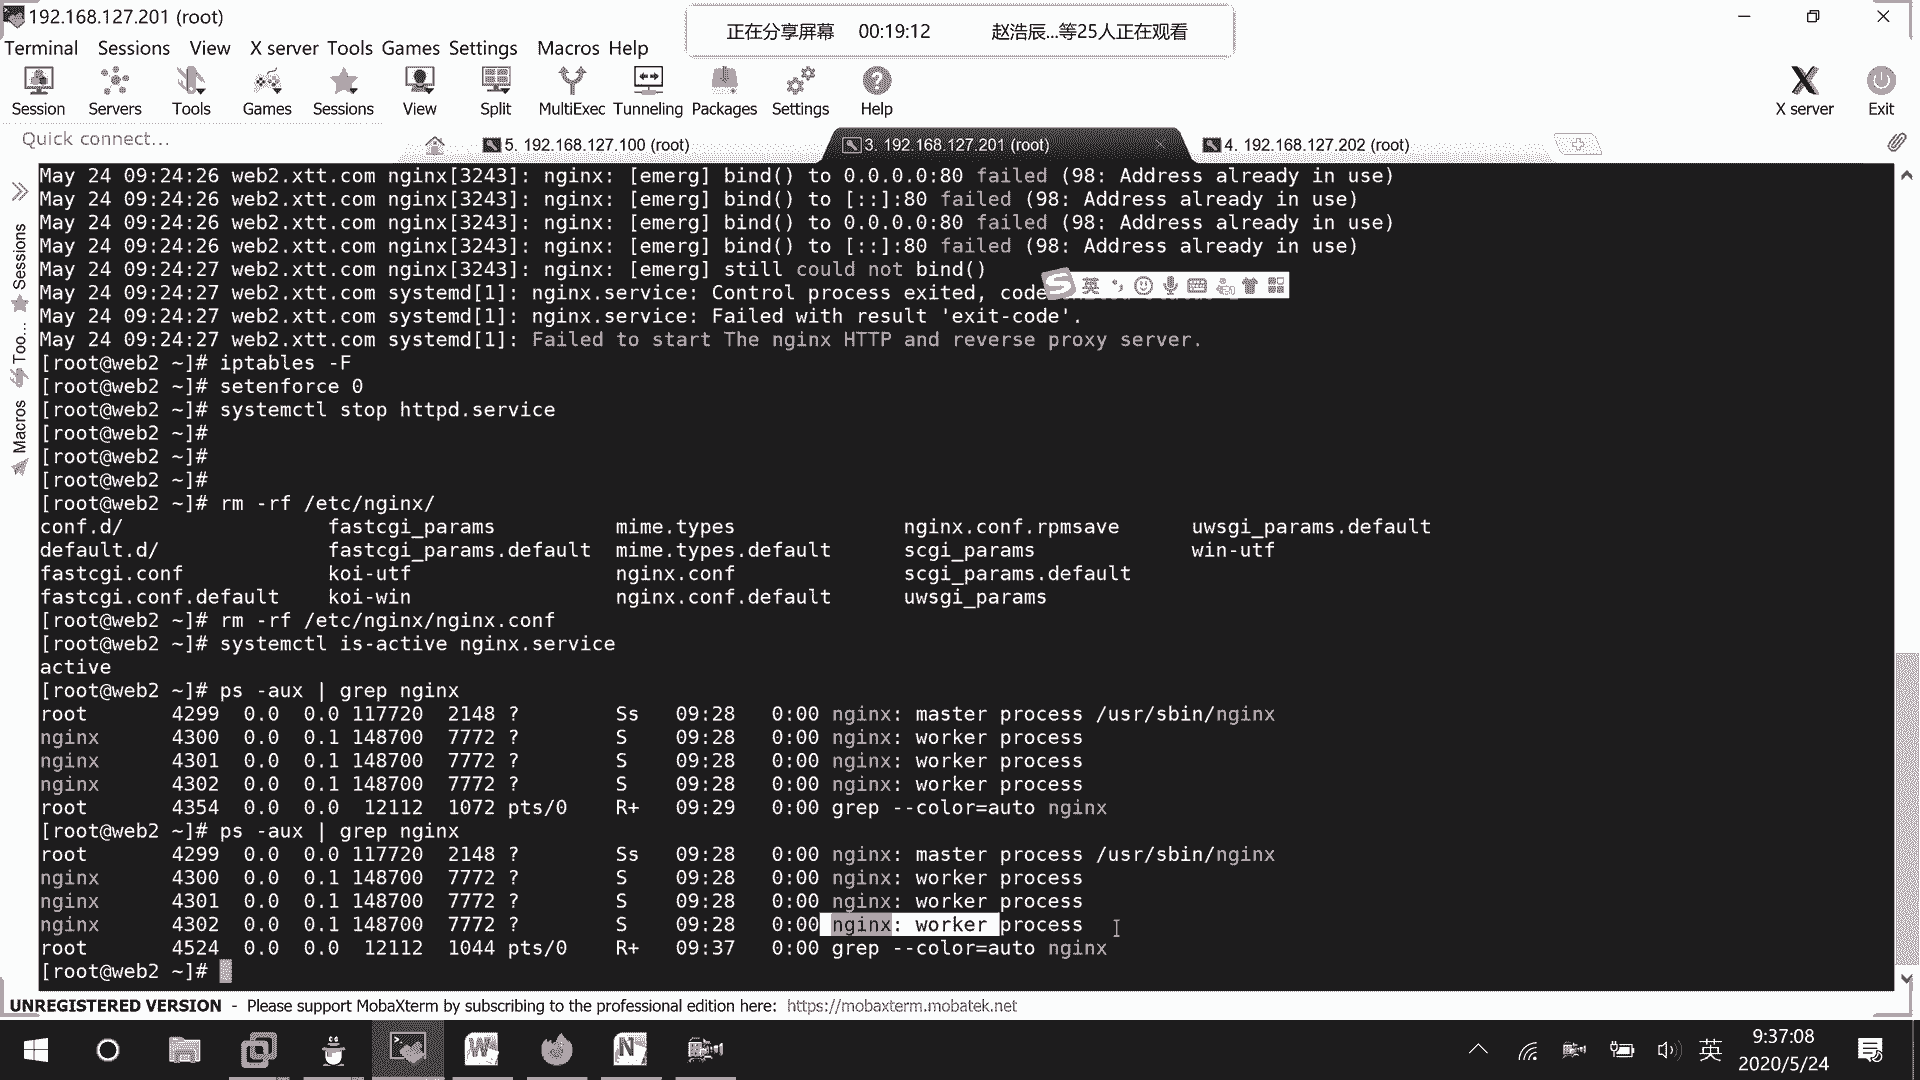 192.168.127.201 (root)
正在分享屏幕 00:19:12 赵浩辰...等25人正在观看
Terminal Sessions View X server Tools Games Settings Macros Help
Session Servers Tools Games Sessions View Split MultiExec Tunneling Packages Settings Help X server Exit
Quick connect...
5. 192.168.127.100 (root)
3. 192.168.127.201 (root)
4. 192.168.127.202 (root)
Sessions
Too...
Macros
May 24 09:24:26 web2.xtt.com nginx[3243]: nginx: [emerg] bind() to 0.0.0.0:80 failed (98: Address already in use)
May 24 09:24:26 web2.xtt.com nginx[3243]: nginx: [emerg] bind() to [::]:80 failed (98: Address already in use)
May 24 09:24:26 web2.xtt.com nginx[3243]: nginx: [emerg] bind() to 0.0.0.0:80 failed (98: Address already in use)
May 24 09:24:26 web2.xtt.com nginx[3243]: nginx: [emerg] bind() to [::]:80 failed (98: Address already in use)
May 24 09:24:27 web2.xtt.com nginx[3243]: nginx: [emerg] still could not bind()
May 24 09:24:27 web2.xtt.com systemd[1]: nginx.service: Control process exited, code
英
May 24 09:24:27 web2.xtt.com systemd[1]: nginx.service: Failed with result 'exit-code'.
May 24 09:24:27 web2.xtt.com systemd[1]: Failed to start The nginx HTTP and reverse proxy server.
[root@web2 ~]# iptables -F
[root@web2 ~]# setenforce 0
[root@web2 ~]# systemctl stop httpd.service
[root@web2 ~]#
[root@web2 ~]#
[root@web2 ~]#
[root@web2 ~]# rm -rf /etc/nginx/
conf.d/ fastcgi_params mime.types nginx.conf.rpmsave uwsgi_params.default
default.d/ fastcgi_params.default mime.types.default scgi_params win-utf
fastcgi.conf koi-utf nginx.conf scgi_params.default
fastcgi.conf.default koi-win nginx.conf.default uwsgi_params
[root@web2 ~]# rm -rf /etc/nginx/nginx.conf
[root@web2 ~]# systemctl is-active nginx.service
active
[root@web2 ~]# ps -aux | grep nginx
root 4299 0.0 0.0 117720 2148 ? Ss 09:28 0:00 nginx: master process /usr/sbin/nginx
nginx 4300 0.0 0.1 148700 7772 ? S 09:28 0:00 nginx: worker process
nginx 4301 0.0 0.1 148700 7772 ? S 09:28 0:00 nginx: worker process
nginx 4302 0.0 0.1 148700 7772 ? S 09:28 0:00 nginx: worker process
root 4354 0.0 0.0 12112 1072 pts/0 R+ 09:29 0:00 grep --color=auto nginx
[root@web2 ~]# ps -aux | grep nginx
root 4299 0.0 0.0 117720 2148 ? Ss 09:28 0:00 nginx: master process /usr/sbin/nginx
nginx 4300 0.0 0.1 148700 7772 ? S 09:28 0:00 nginx: worker process
nginx 4301 0.0 0.1 148700 7772 ? S 09:28 0:00 nginx: worker process
nginx 4302 0.0 0.1 148700 7772 ? S 09:28 0:00 nginx: worker process
root 4524 0.0 0.0 12112 1044 pts/0 R+ 09:37 0:00 grep --color=auto nginx
[root@web2 ~]#
UNREGISTERED VERSION - Please support MobaXterm by subscribing to the professional edition here: https://mobaxterm.mobatek.net
英
9:37:08
2020/5/24